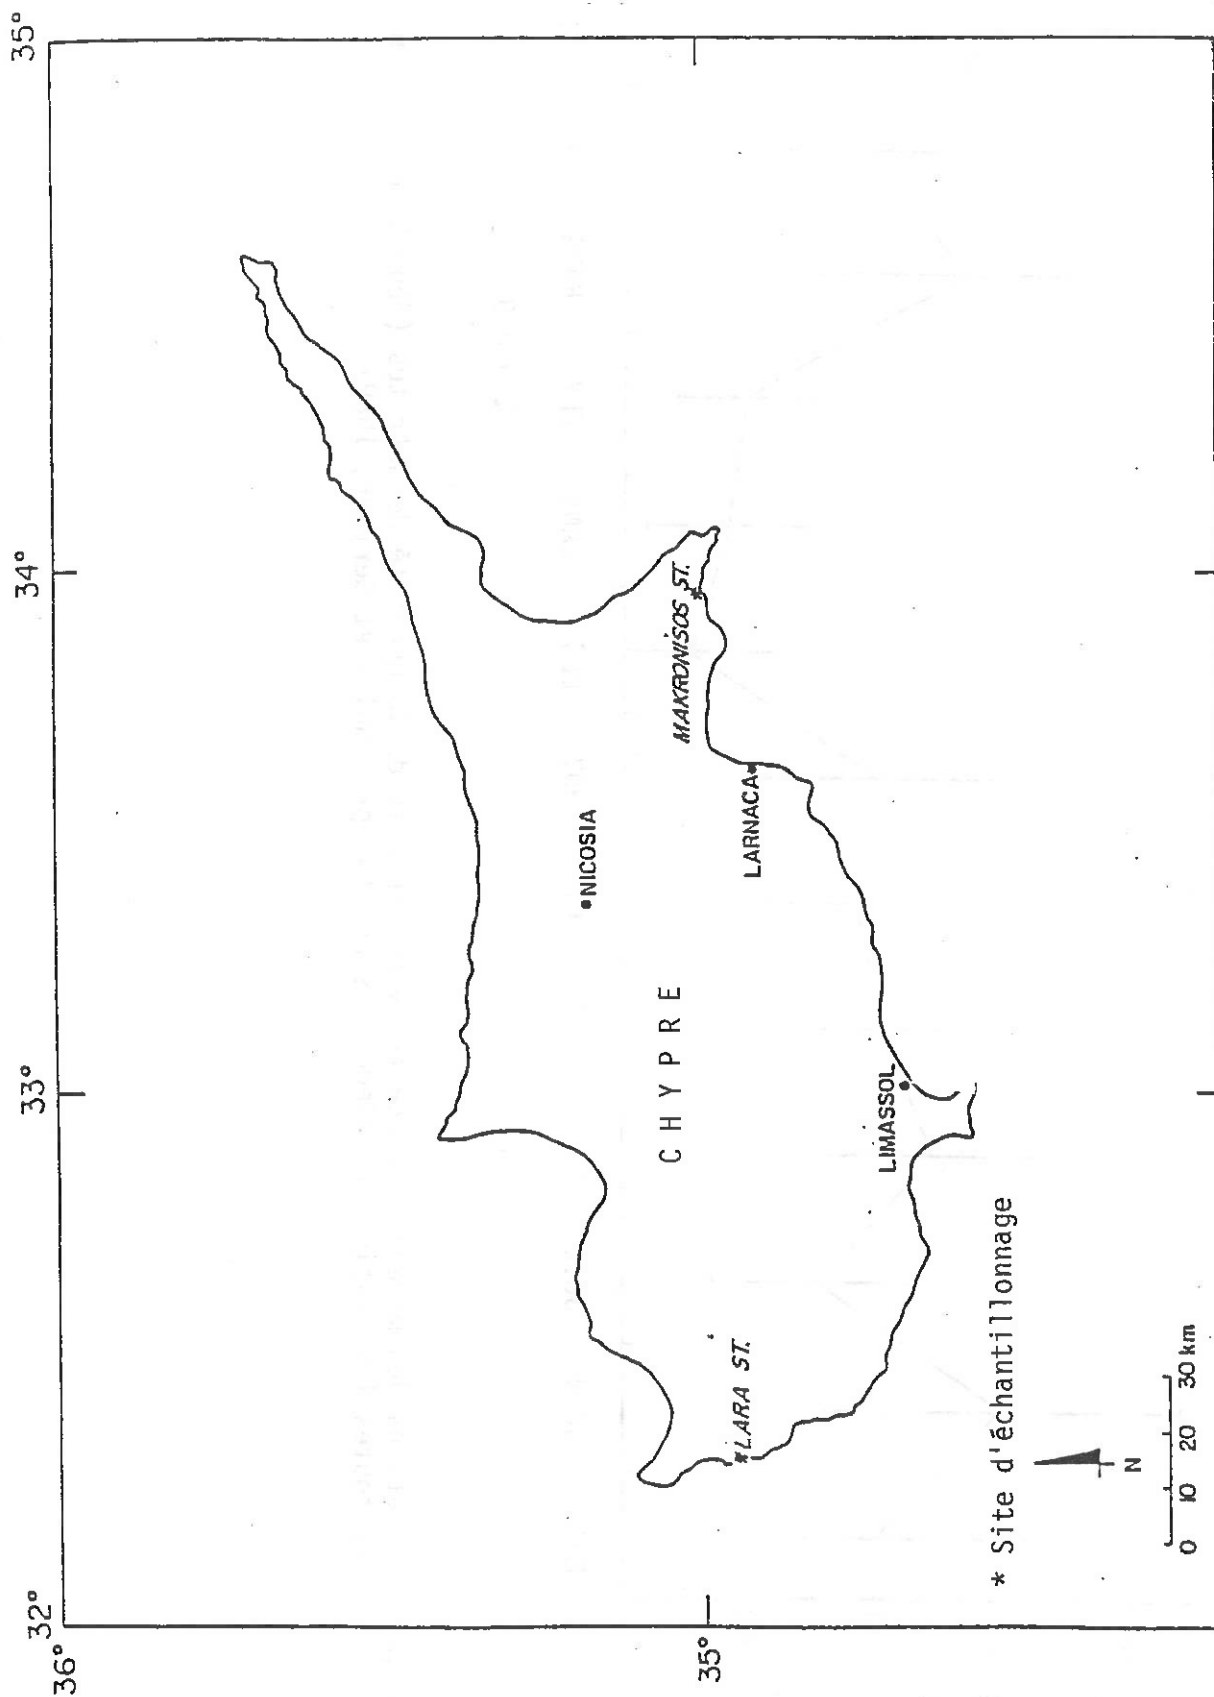 32°
33°
34°
35°
36°
35°
•NICOSIA
C H Y P R E
MAKRONISOS ST.
*
LARNACA
*LARA ST.
LIMASSOL
* Site d'échantillonnage
N
0 10 20 30 km